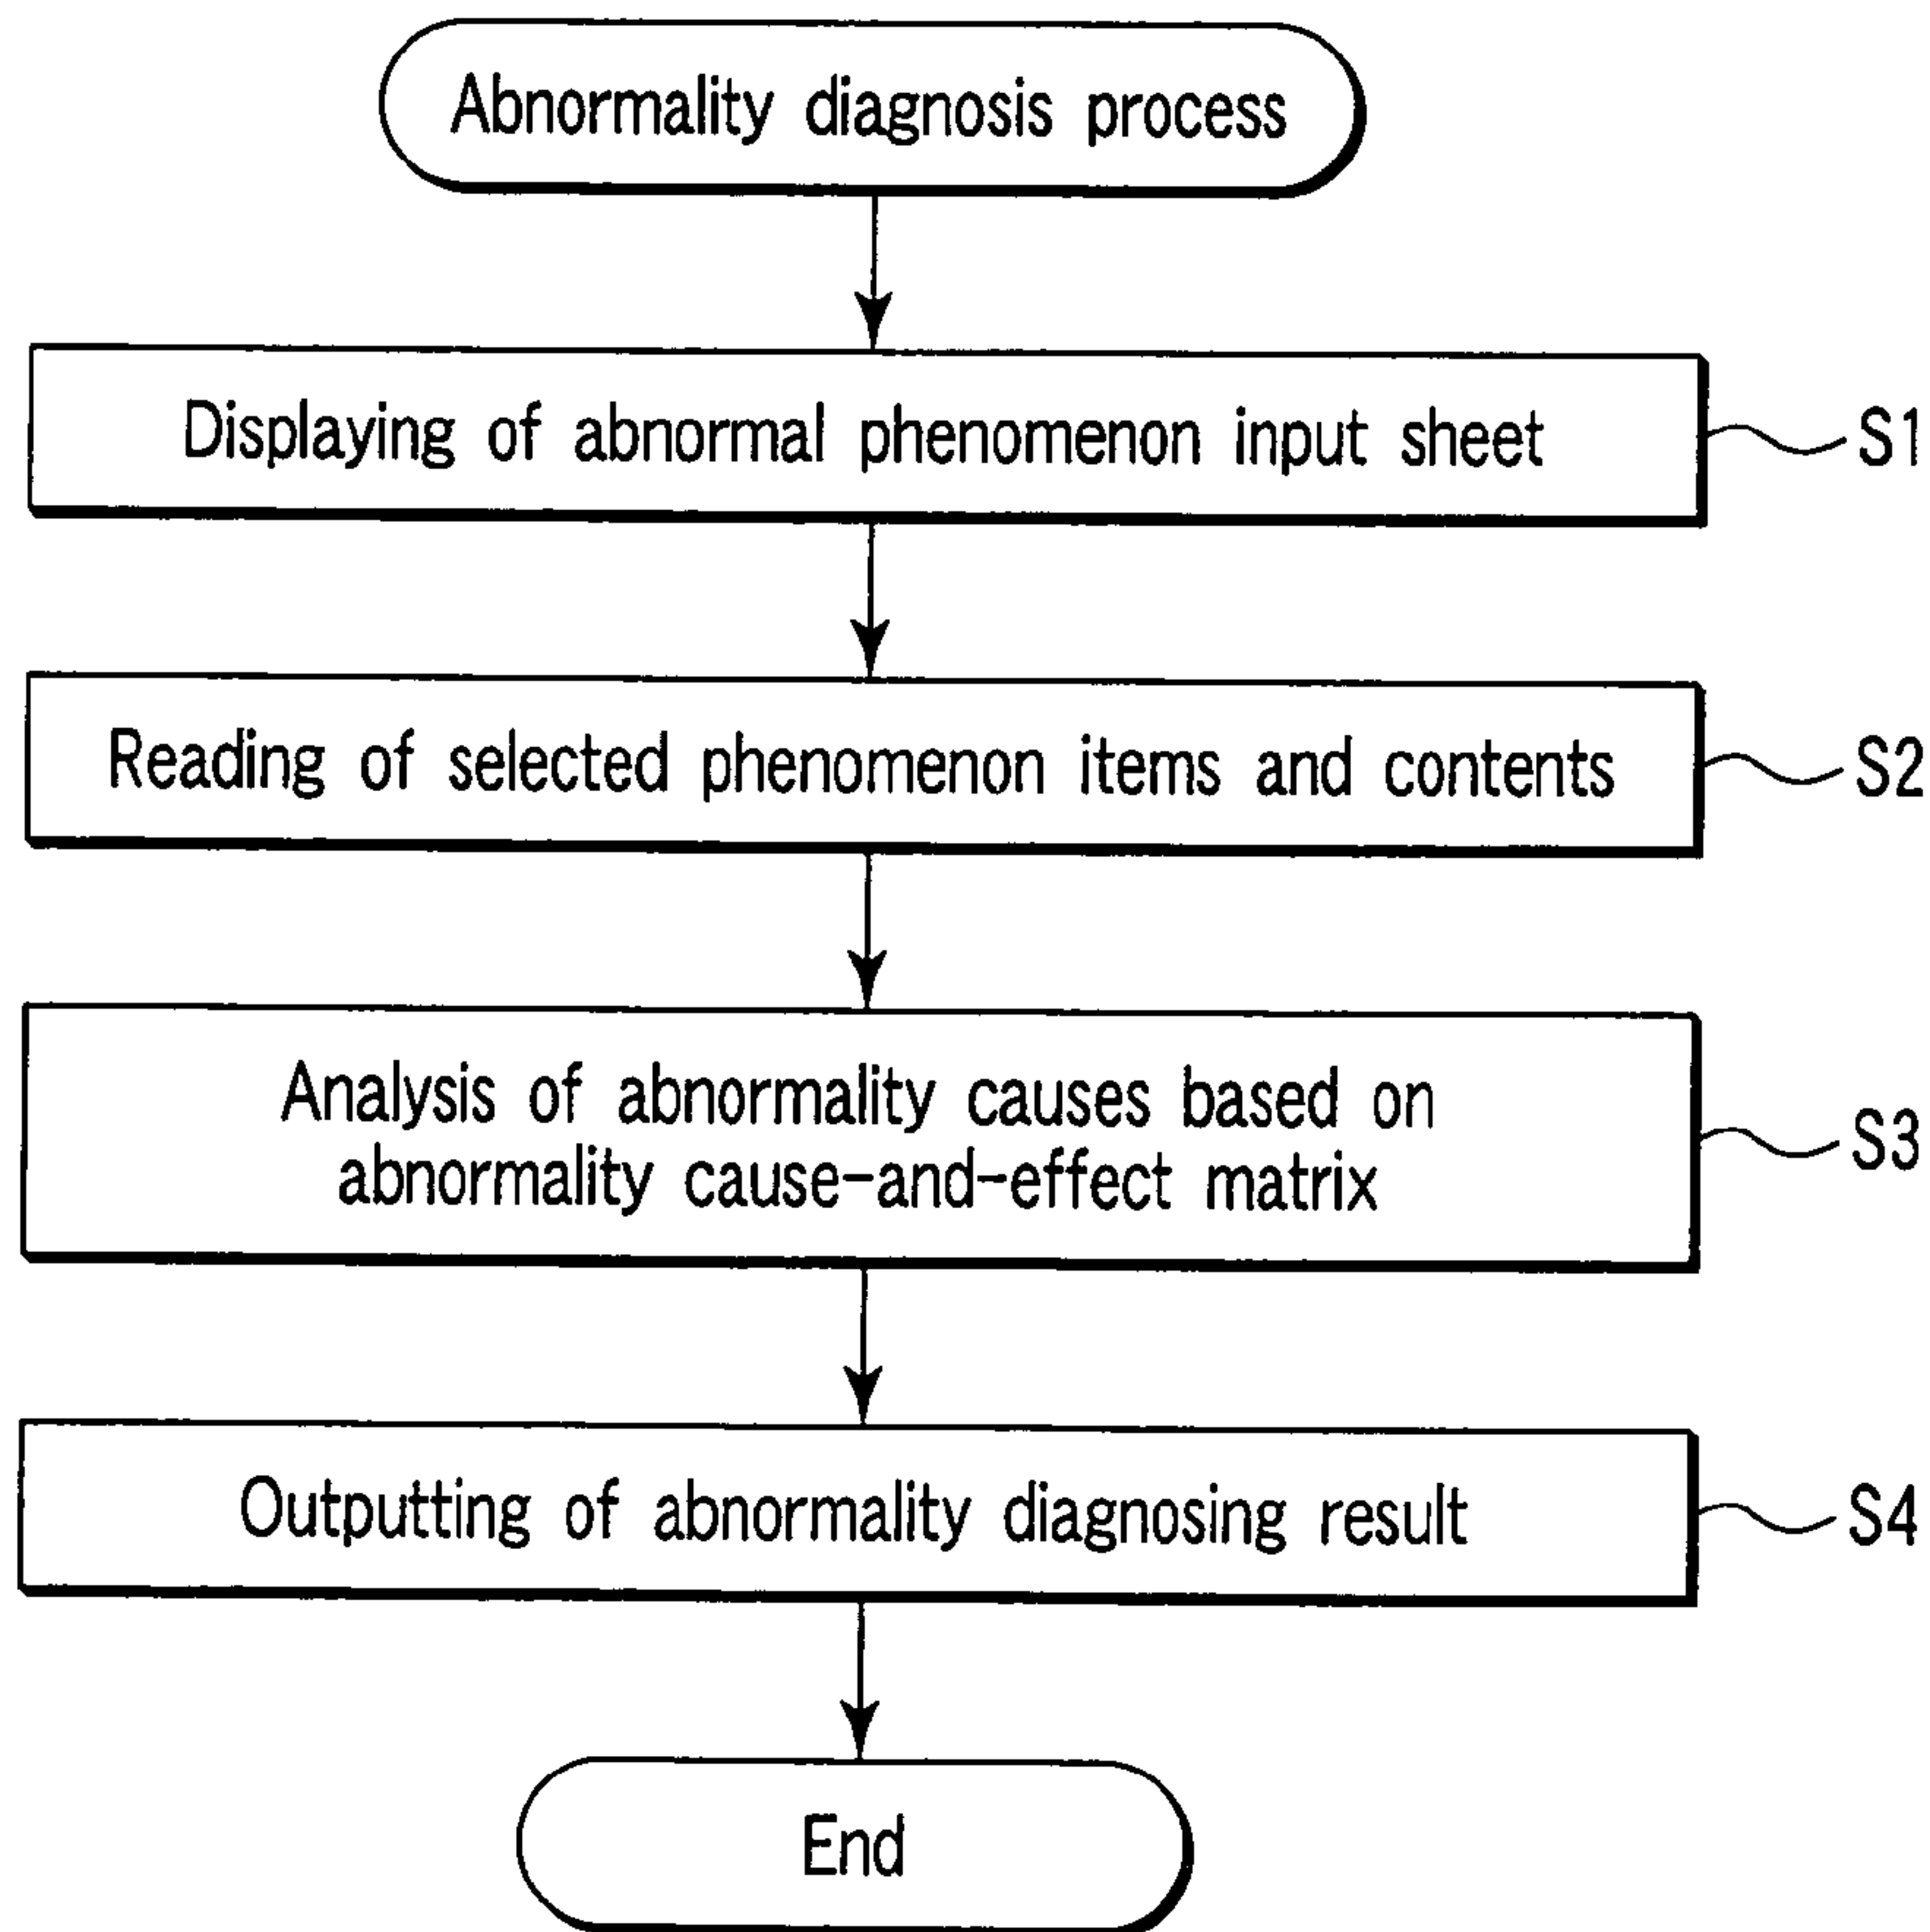 Abnormality diagnosis process
Displaying of abnormal phenomenon input sheet
S1
Reading of selected phenomenon items and contents
S2
Analysis of abnormality causes based on
abnormality cause-and-effect matrix
S3
Outputting of abnormality diagnosing result
S4
End